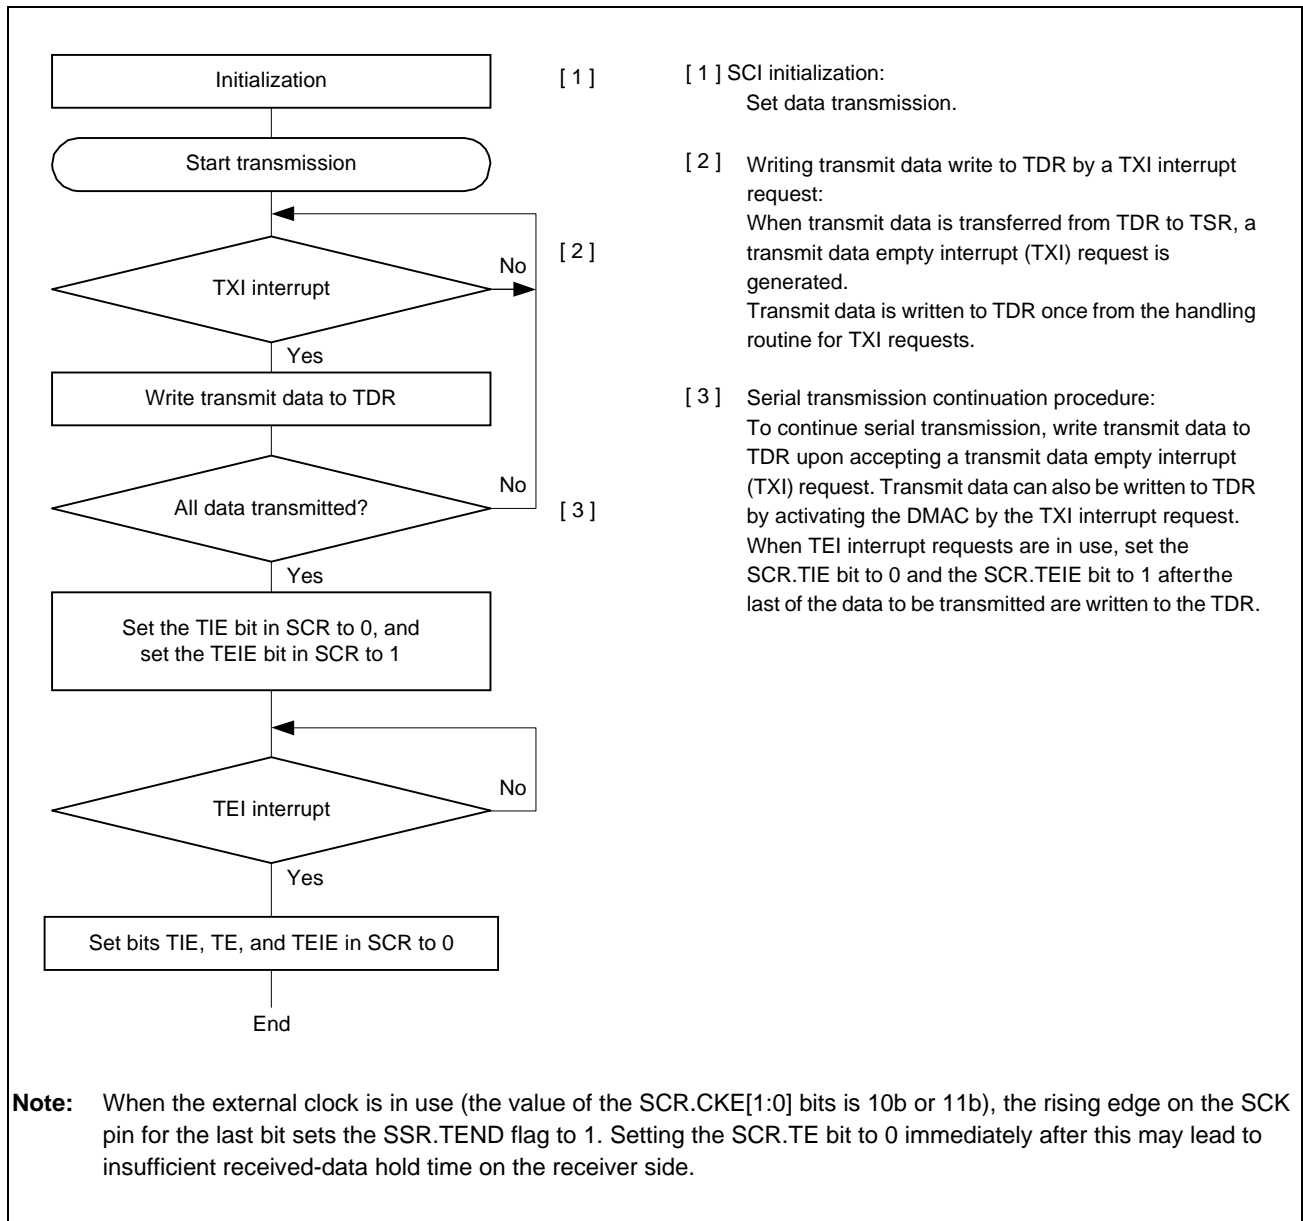 Initialization
[ 1 ]
Start transmission
[ 2 ]
TXI interrupt
No
Yes
Write transmit data to TDR
All data transmitted?
No
[ 3 ]
Yes
Set the TIE bit in SCR to 0, and
set the TEIE bit in SCR to 1
TEI interrupt
No
Yes
Set bits TIE, TE, and TEIE in SCR to 0
End
[ 1 ] SCI initialization:
Set data transmission.
[ 2 ] Writing transmit data write to TDR by a TXI interrupt
request:
When transmit data is transferred from TDR to TSR, a
transmit data empty interrupt (TXI) request is
generated.
Transmit data is written to TDR once from the handling
routine for TXI requests.
[ 3 ] Serial transmission continuation procedure:
To continue serial transmission, write transmit data to
TDR upon accepting a transmit data empty interrupt
(TXI) request. Transmit data can also be written to TDR
by activating the DMAC by the TXI interrupt request.
When TEI interrupt requests are in use, set the
SCR.TIE bit to 0 and the SCR.TEIE bit to 1 after the
last of the data to be transmitted are written to the TDR.
Note: When the external clock is in use (the value of the SCR.CKE[1:0] bits is 10b or 11b), the rising edge on the SCK
pin for the last bit sets the SSR.TEND flag to 1. Setting the SCR.TE bit to 0 immediately after this may lead to
insufficient received-data hold time on the receiver side.